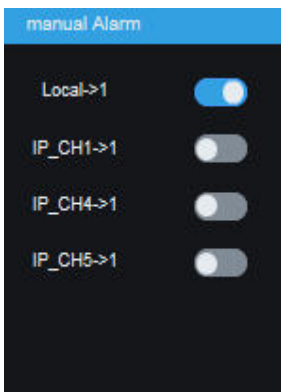 manual Alarm
Local->1
IP_CH1->1
IP_CH4->1
IP_CH5->1